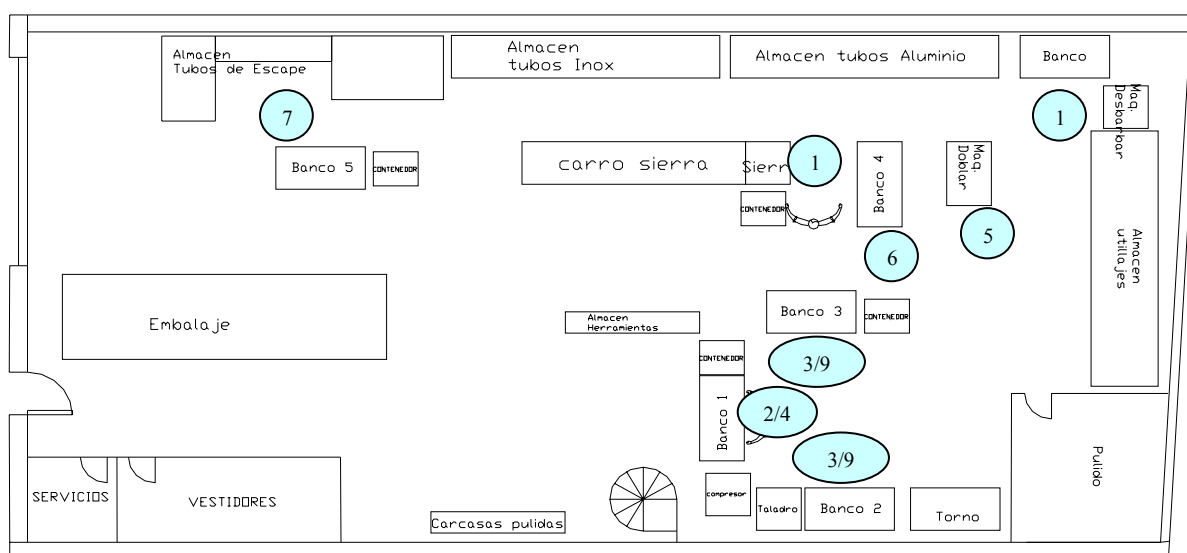 Almacen
Tubos de Escape
Almacen
tubos Inox
Almacen tubos Aluminio
Banco
Maq.
Desbarbar
7
1
Banco 5
CONTENEDOR
carro sierra
Sierr
1
Banco 4
Maq.
Doblar
CONTENEDOR
5
6
Almacen
utillajes
Embalaje
Almacen
Herramientas
Banco 3
CONTENEDOR
CONTENEDOR
3/9
Banco 1
2/4
3/9
Pulido
SERVICIOS
VESTIDORES
Carcasas pulidas
compresor
Taladro
Banco 2
Torno